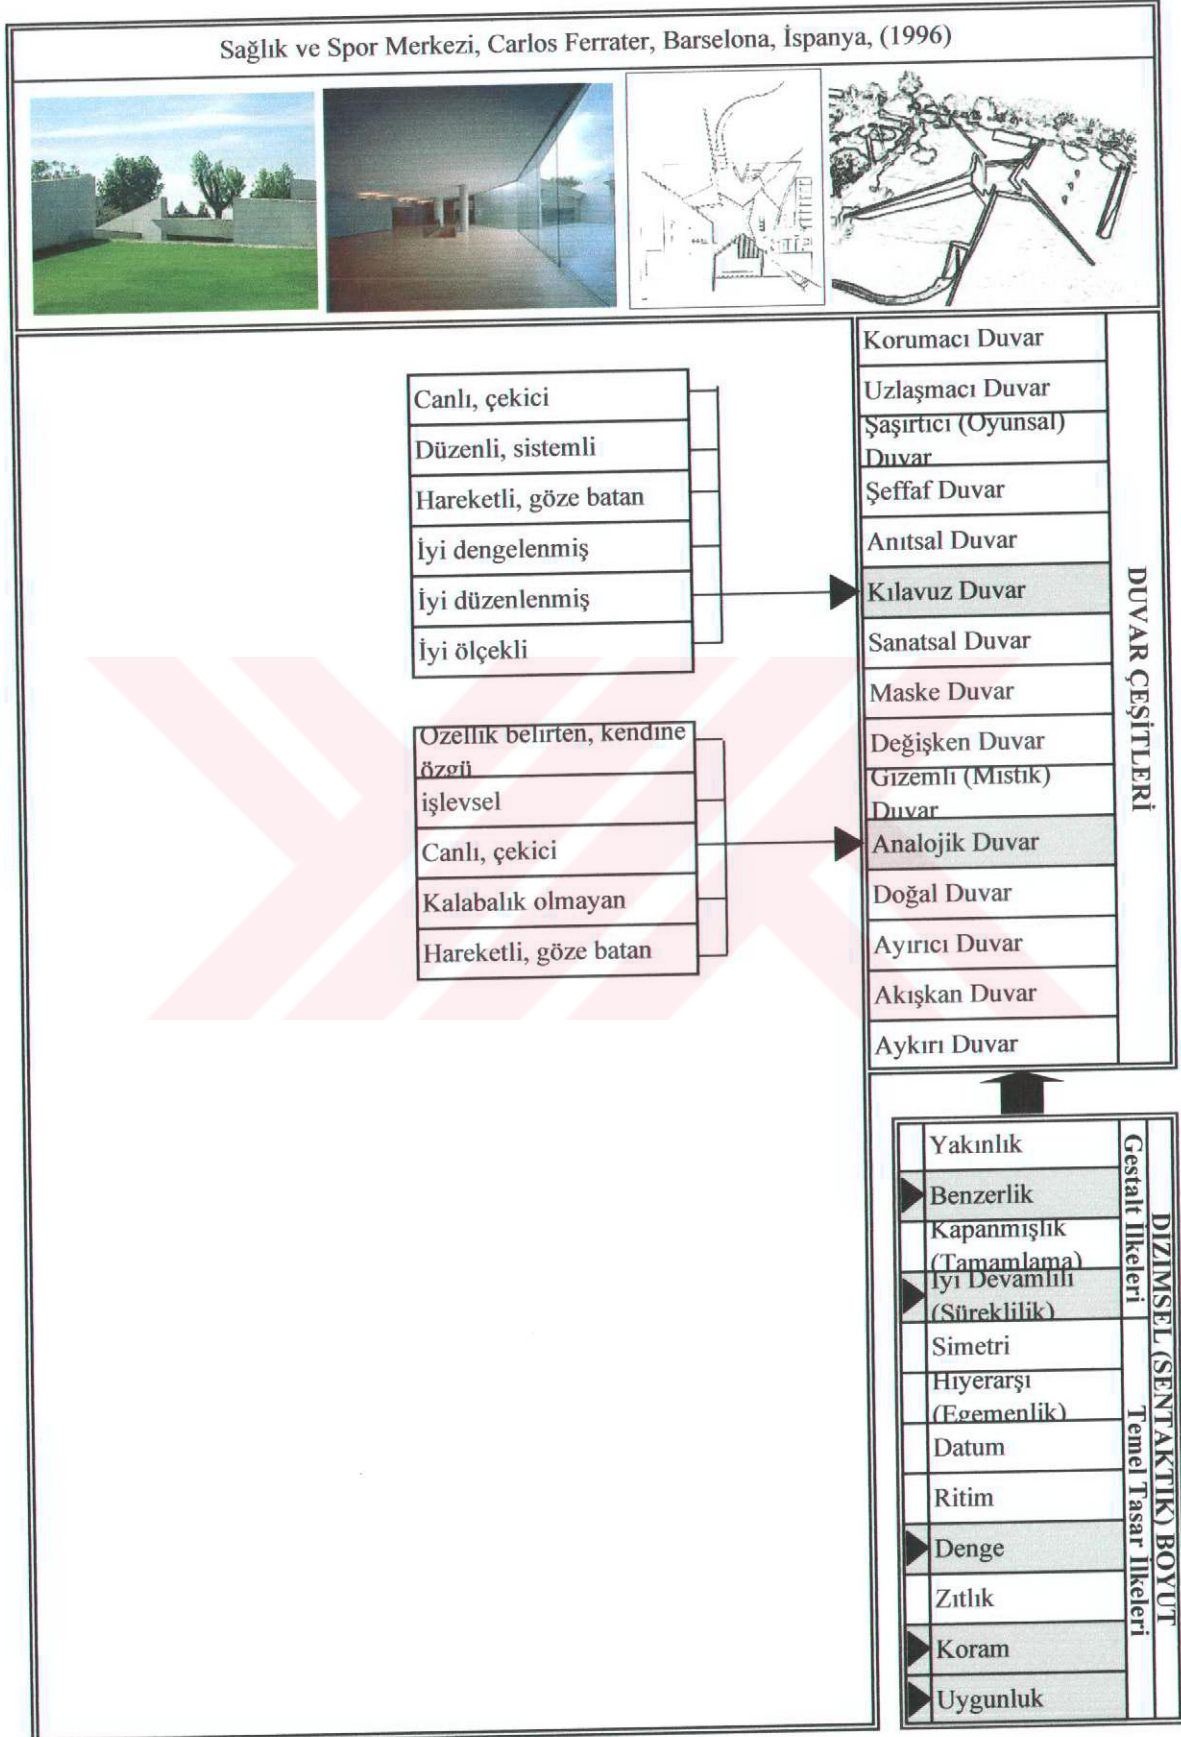 Sağlık ve Spor Merkezi, Carlos Ferrater, Barselona, İspanya, (1996)
Canlı, çekici
Düzenli, sistemli
Hareketli, göze batan
İyi dengelenmiş
İyi düzenlenmiş
İyi ölçekli
Özellik belirten, kendine
özgü
işlevsel
Canlı, çekici
Kalabalık olmayan
Hareketli, göze batan
Korumacı Duvar
Uzlaşmacı Duvar
Şaşırtıcı (Oyunsal)
Duvar
Şeffaf Duvar
Anıtsal Duvar
Kılavuz Duvar
Sanatsal Duvar
Maske Duvar
Değişken Duvar
Gizemli (Mistik)
Duvar
Analojik Duvar
Doğal Duvar
Ayırıcı Duvar
Akışkan Duvar
Aykırı Duvar
DUVAR ÇEŞİTLERİ
Yakınlık
Benzerlik
Kapanmışlık
(Tamamlama)
İyi Devamlıli
(Süreklilik)
Simetri
Hiyerarşi
(Egemenlik)
Datum
Ritim
Denge
Zıtlık
Koram
Uygunluk
Gestalt İlkeleri
Temel Tasar İlkeleri
DİZİMSEL (SENTAKTIK) BOYUT